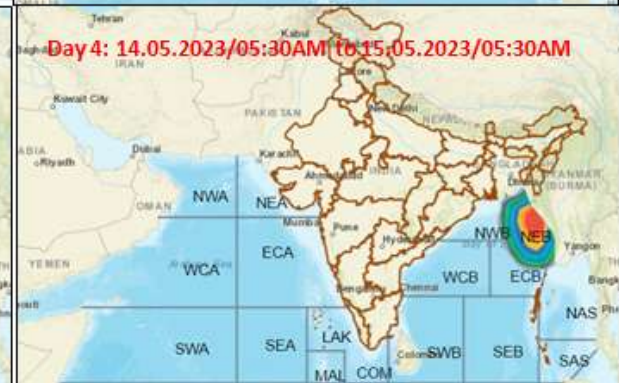 Tehran
Kabul
Day 4: 14.05.2023/05:30AM to 15.05.2023/05:30AM
IRAN
Kuwait City
PAKISTAN
New Delhi
NEPAL
Riyadh
Dubai
Karachi
Ahmedabad
INDIA
MYANMAR
(BURMA)
OMAN
NWA
NEA
Mumbai
Pune
Hyderabad
NWB
NEB
Yangon
YEMEN
WCA
ECA
WCB
ECB
Chennai
NAS
SWA
SEA
LAK
MAL
COM
Colombo
SWB
SEB
SAS